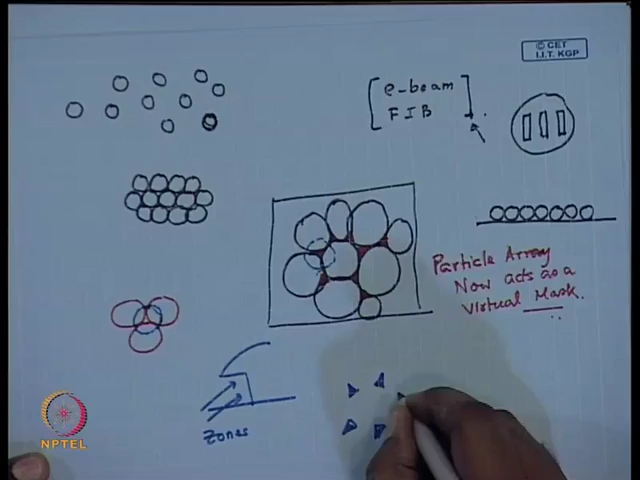 © CET
I.I.T. KGP
e-beam
FIB
Particle Array
Now acts as a
Virtual Mask.
Zones
NPTEL